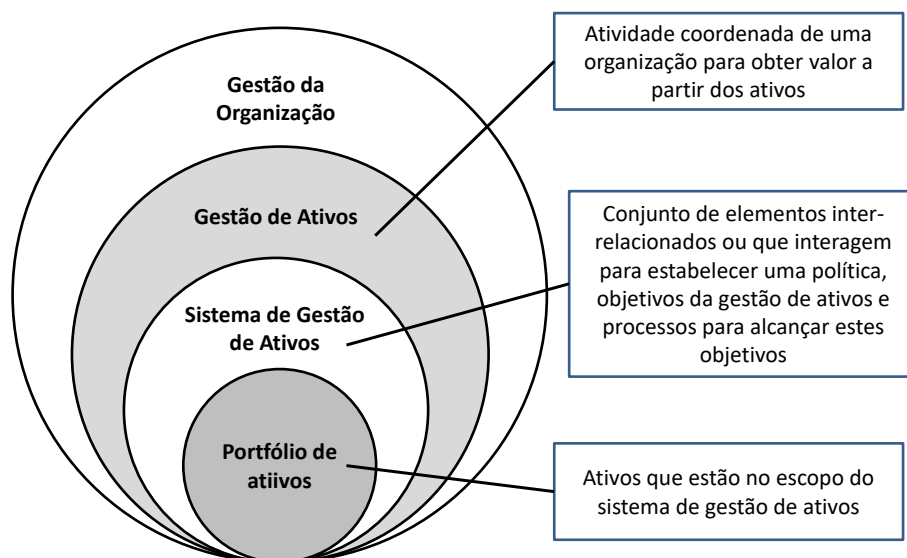 Gestão da
Organização
Gestão de Ativos
Sistema de Gestão
de Ativos
Portfólio de
atiivos
Atividade coordenada de uma
organização para obter valor a
partir dos ativos
Conjunto de elementos inter-
relacionados ou que interagem
para estabelecer uma política,
objetivos da gestão de ativos e
processos para alcançar estes
objetivos
Ativos que estão no escopo do
sistema de gestão de ativos